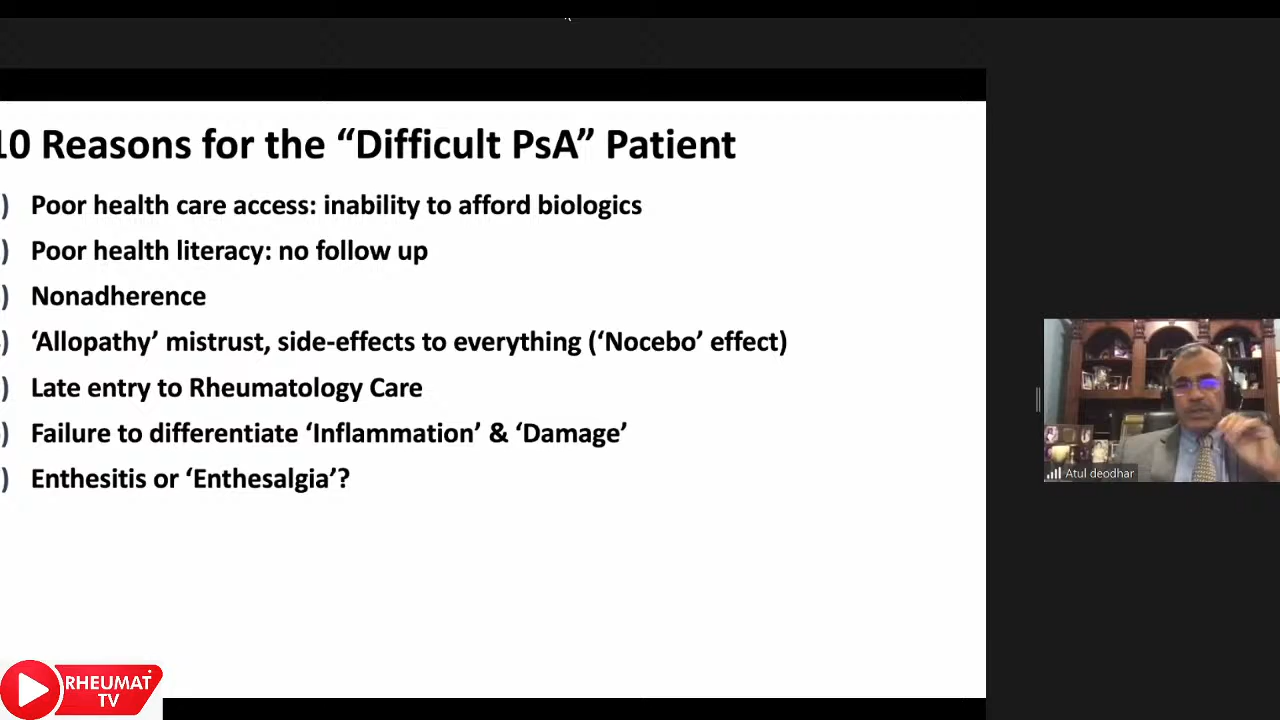 10 Reasons for the “Difficult PsA” Patient
) Poor health care access: inability to afford biologics
) Poor health literacy: no follow up
) Nonadherence
) ‘Allopathy’ mistrust, side-effects to everything (‘Nocebo’ effect)
) Late entry to Rheumatology Care
) Failure to differentiate ‘Inflammation’ & ‘Damage’
) Enthesitis or ‘Enthesalgia’?
Atul deodhar
RHEUMAT
TV